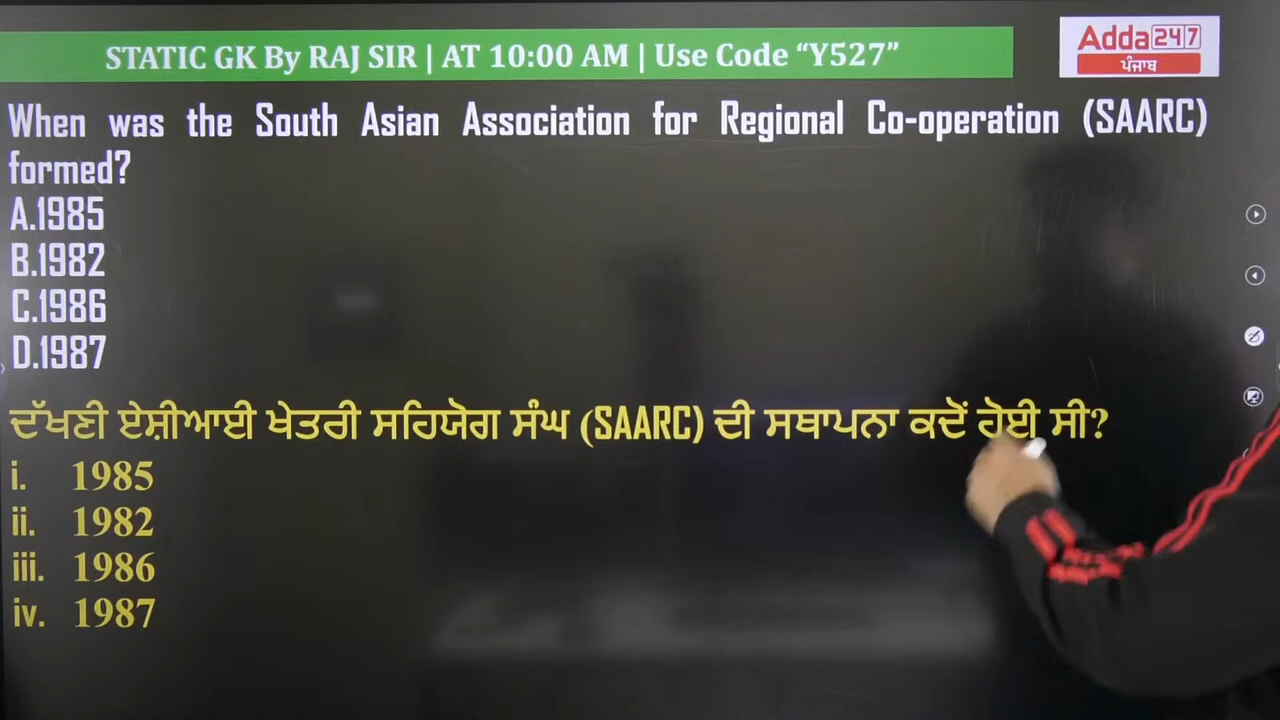 STATIC GK By RAJ SIR | AT 10:00 AM | Use Code “Y527”
Adda247
ਪੰਜਾਬ
When was the South Asian Association for Regional Co-operation (SAARC)
formed?
A.1985
B.1982
C.1986
D.1987
ਦੱਖਣੀ ਏਸ਼ੀਆਈ ਖੇਤਰੀ ਸਹਿਯੋਗ ਸੰਘ (SAARC) ਦੀ ਸਥਾਪਨਾ ਕਦੋਂ ਹੋਈ ਸੀ?
i. 1985
ii. 1982
iii. 1986
iv. 1987